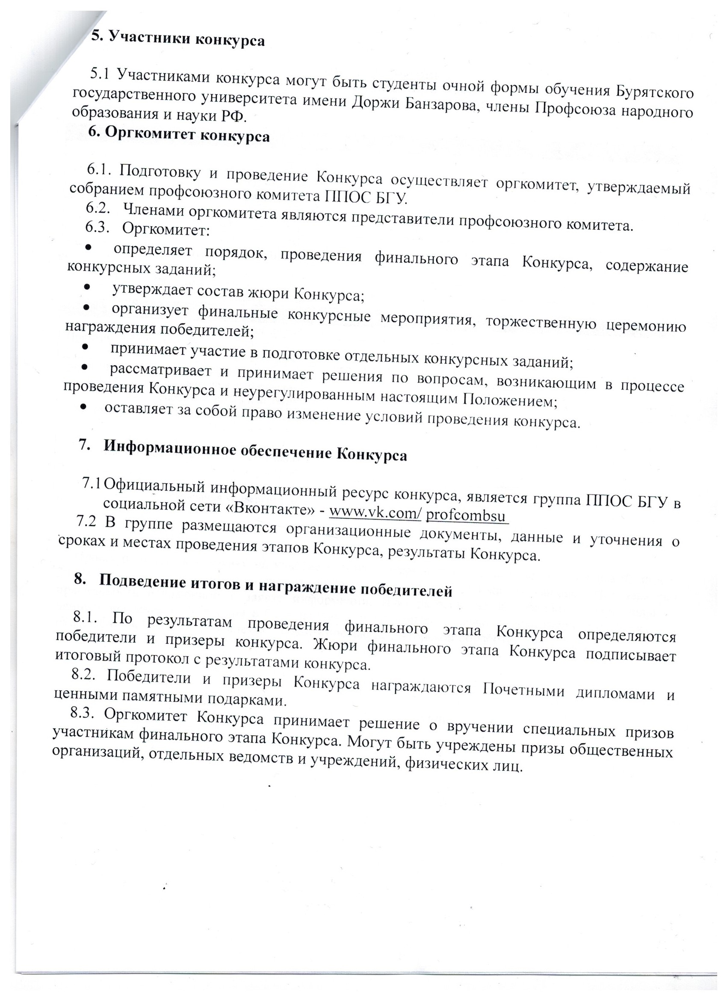 5. Участники конкурса
5.1 Участниками конкурса могут быть студенты очной формы обучения Бурятского
государственного университета имени Доржи Банзарова, члены Профсоюза народного
образования и науки РФ.
6. Оргкомитет конкурса
6.1. Подготовку и проведение Конкурса осуществляет оргкомитет, утверждаемый
собранием профсоюзного комитета ППОС БГУ.
6.2. Членами оргкомитета являются представители профсоюзного комитета.
6.3. Оргкомитет:
• определяет порядок, проведения финального этапа Конкурса, содержание
конкурсных заданий;
• утверждает состав жюри Конкурса;
• организует финальные конкурсные мероприятия, торжественную церемонию
награждения победителей;
• принимает участие в подготовке отдельных конкурсных заданий;
• рассматривает и принимает решения по вопросам, возникающим в процессе
проведения Конкурса и неурегулированным настоящим Положением;
• оставляет за собой право изменение условий проведения конкурса.
7. Информационное обеспечение Конкурса
7.1 Официальный информационный ресурс конкурса, является группа ППОС БГУ в
социальной сети «Вконтакте» - www.vk.com/ profcombsu
7.2 В группе размещаются организационные документы, данные и уточнения о
сроках и местах проведения этапов Конкурса, результаты Конкурса.
8. Подведение итогов и награждение победителей
8.1. По результатам проведения финального этапа Конкурса определяются
победители и призеры конкурса. Жюри финального этапа Конкурса подписывает
итоговый протокол с результатами конкурса.
8.2. Победители и призеры Конкурса награждаются Почетными дипломами и
ценными памятными подарками.
8.3. Оргкомитет Конкурса принимает решение о вручении специальных призов
участникам финального этапа Конкурса. Могут быть учреждены призы общественных
организаций, отдельных ведомств и учреждений, физических лиц.